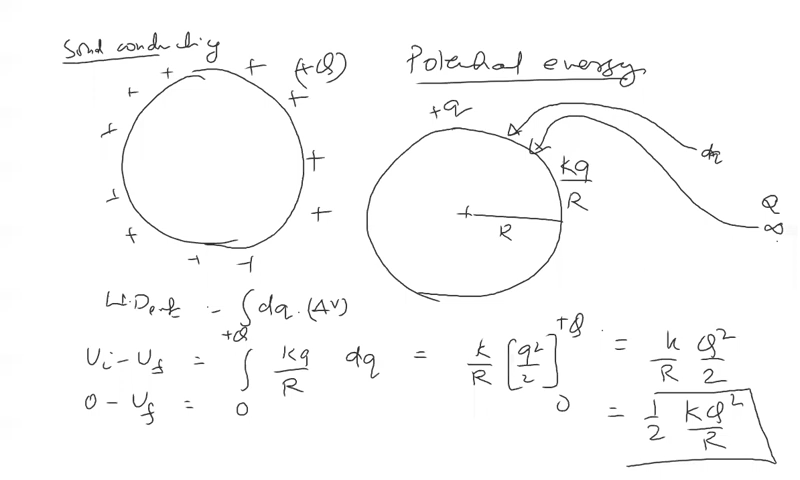 Solid conducting
(+Q)
Potential energy
+q
dq
kq/R
Q
∞
R
W.Dext = ∫dq.(ΔV)
Ui - Uf = ∫₀^{+Q} kq/R dq = k/R [q²/2]₀^{+Q} = k/R Q²/2
0 - Uf = = 1/2 kQ²/R